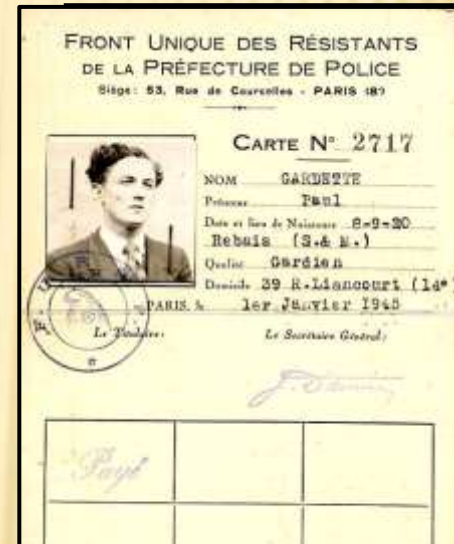 FRONT UNIQUE DES RÉSISTANTS
DE LA PRÉFECTURE DE POLICE
Siège: 53, Rue de Courcelles - PARIS (8?)
CARTE N° 2717
NOM GARDETTE
Prénoms Paul
Date et lieu de Naissance 8-9-20
Rebais (S.& M.)
Qualité Gardien
Domicile 39 R.Liancourt (14e)
PARIS, le 1er Janvier 1945
Le Titulaire: Le Secrétaire Général:
Payé